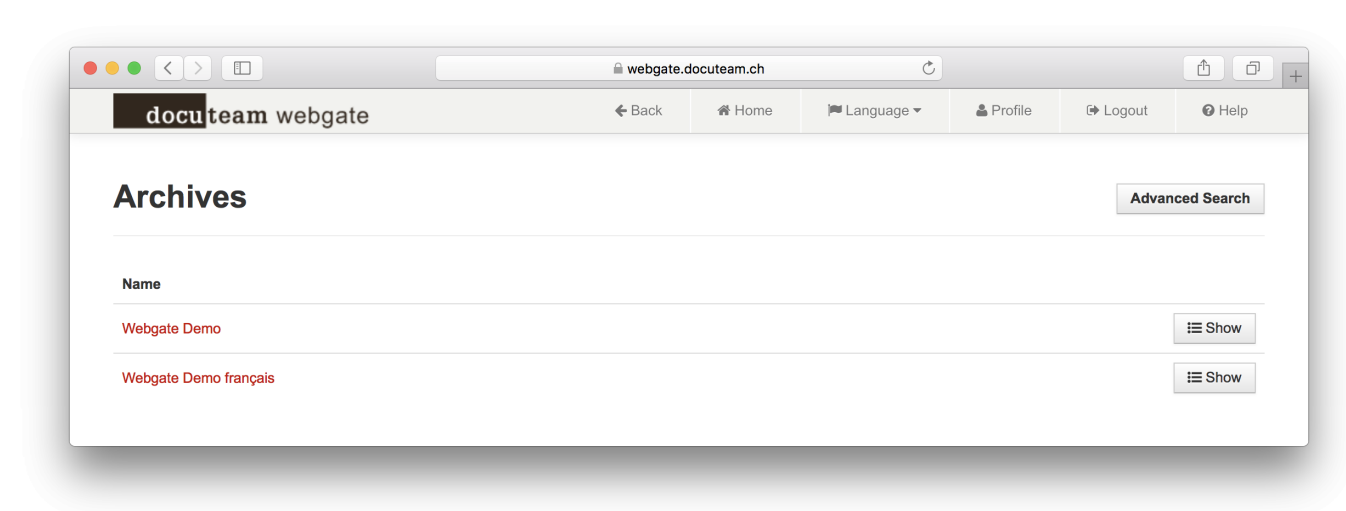 webgate.docuteam.ch
docuteam webgate
Back
Home
Language
Profile
Logout
Help
Archives
Advanced Search
Name
Webgate Demo
Show
Webgate Demo français
Show